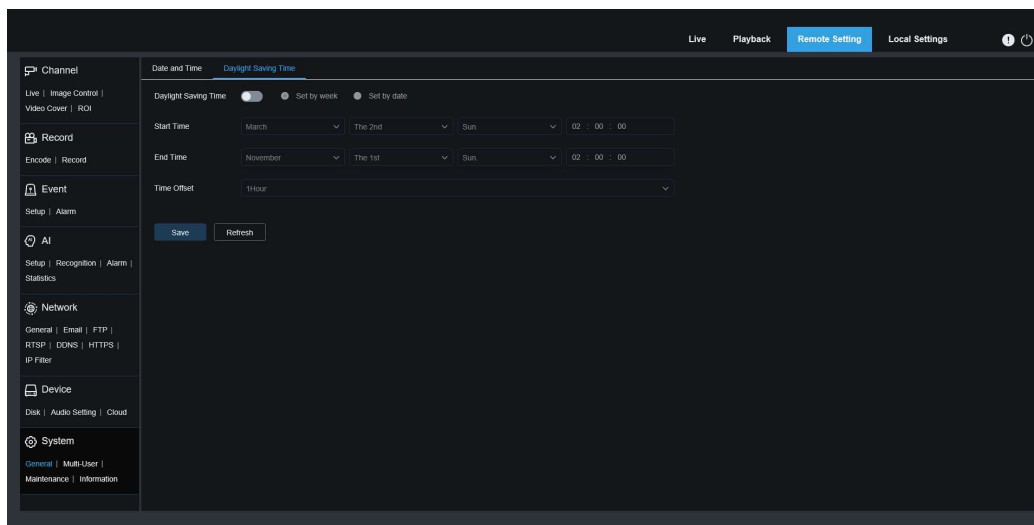 Live Playback Remote Setting Local Settings
Channel
Live | Image Control |
Video Cover | ROI
Record
Encode | Record
Event
Setup | Alarm
AI
Setup | Recognition | Alarm |
Statistics
Network
General | Email | FTP |
RTSP | DDNS | HTTPS |
IP Filter
Device
Disk | Audio Setting | Cloud
System
General | Multi-User |
Maintenance | Information
Date and Time Daylight Saving Time
Daylight Saving Time Set by week Set by date
Start Time March The 2nd Sun. 02 : 00 : 00
End Time November The 1st Sun. 02 : 00 : 00
Time Offset 1Hour
Save Refresh